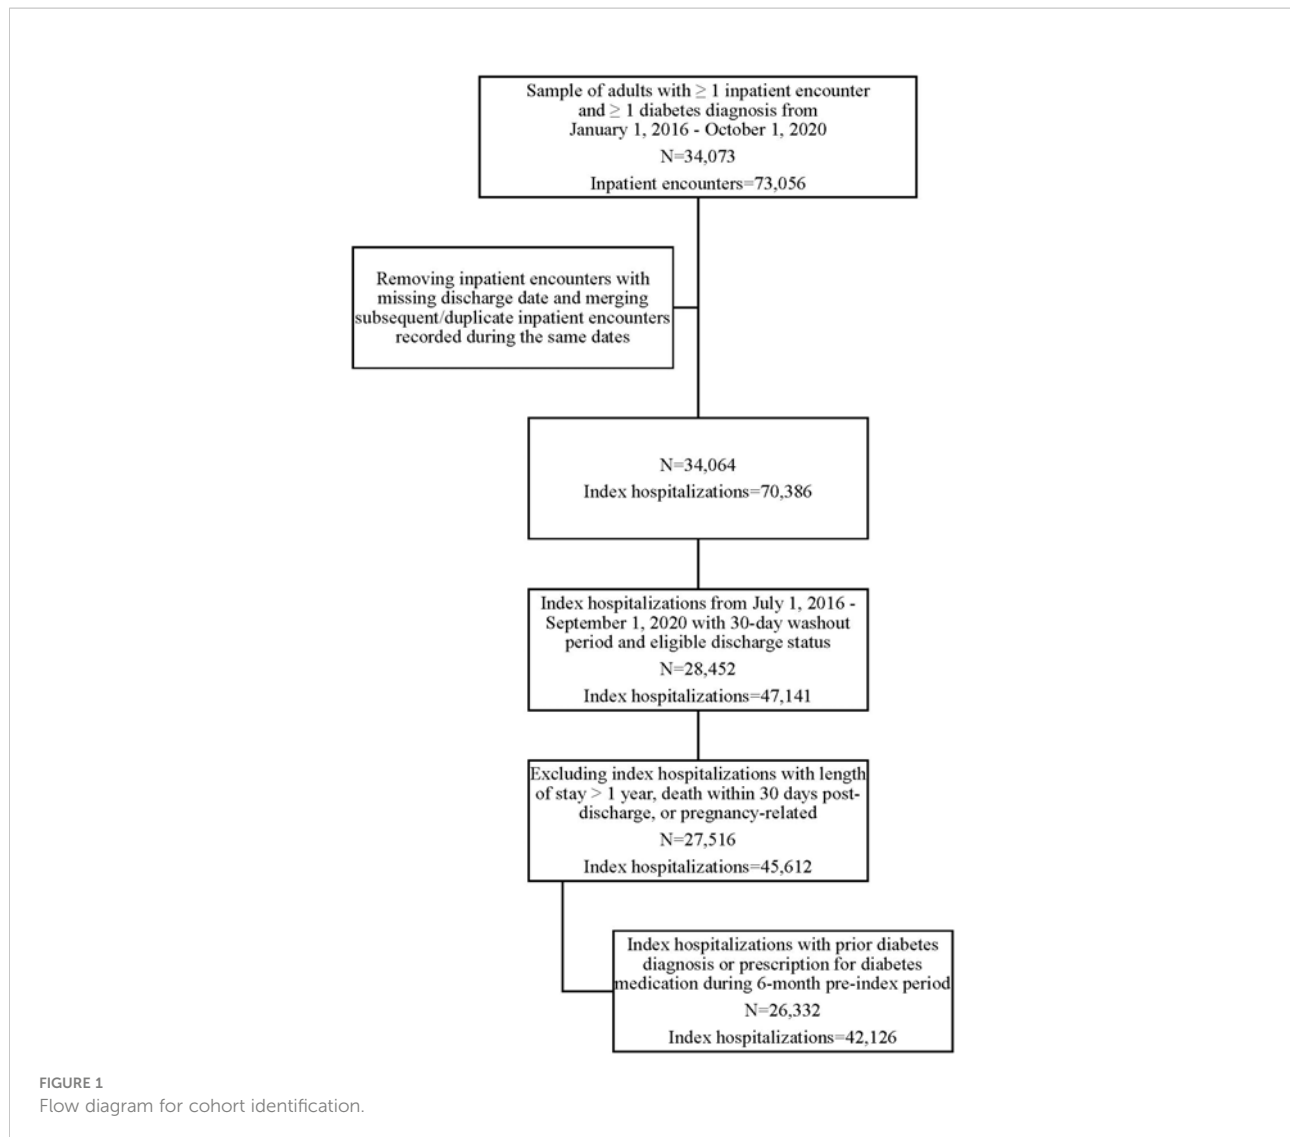 Sample of adults with ≥ 1 inpatient encounter
and ≥ 1 diabetes diagnosis from
January 1, 2016 - October 1, 2020
N=34,073
Inpatient encounters=73,056
Removing inpatient encounters with
missing discharge date and merging
subsequent/duplicate inpatient encounters
recorded during the same dates
N=34,064
Index hospitalizations=70,386
Index hospitalizations from July 1, 2016 -
September 1, 2020 with 30-day washout
period and eligible discharge status
N=28,452
Index hospitalizations=47,141
Excluding index hospitalizations with length
of stay > 1 year, death within 30 days post-
discharge, or pregnancy-related
N=27,516
Index hospitalizations=45,612
Index hospitalizations with prior diabetes
diagnosis or prescription for diabetes
medication during 6-month pre-index period
N=26,332
Index hospitalizations=42,126
FIGURE 1
Flow diagram for cohort identification.